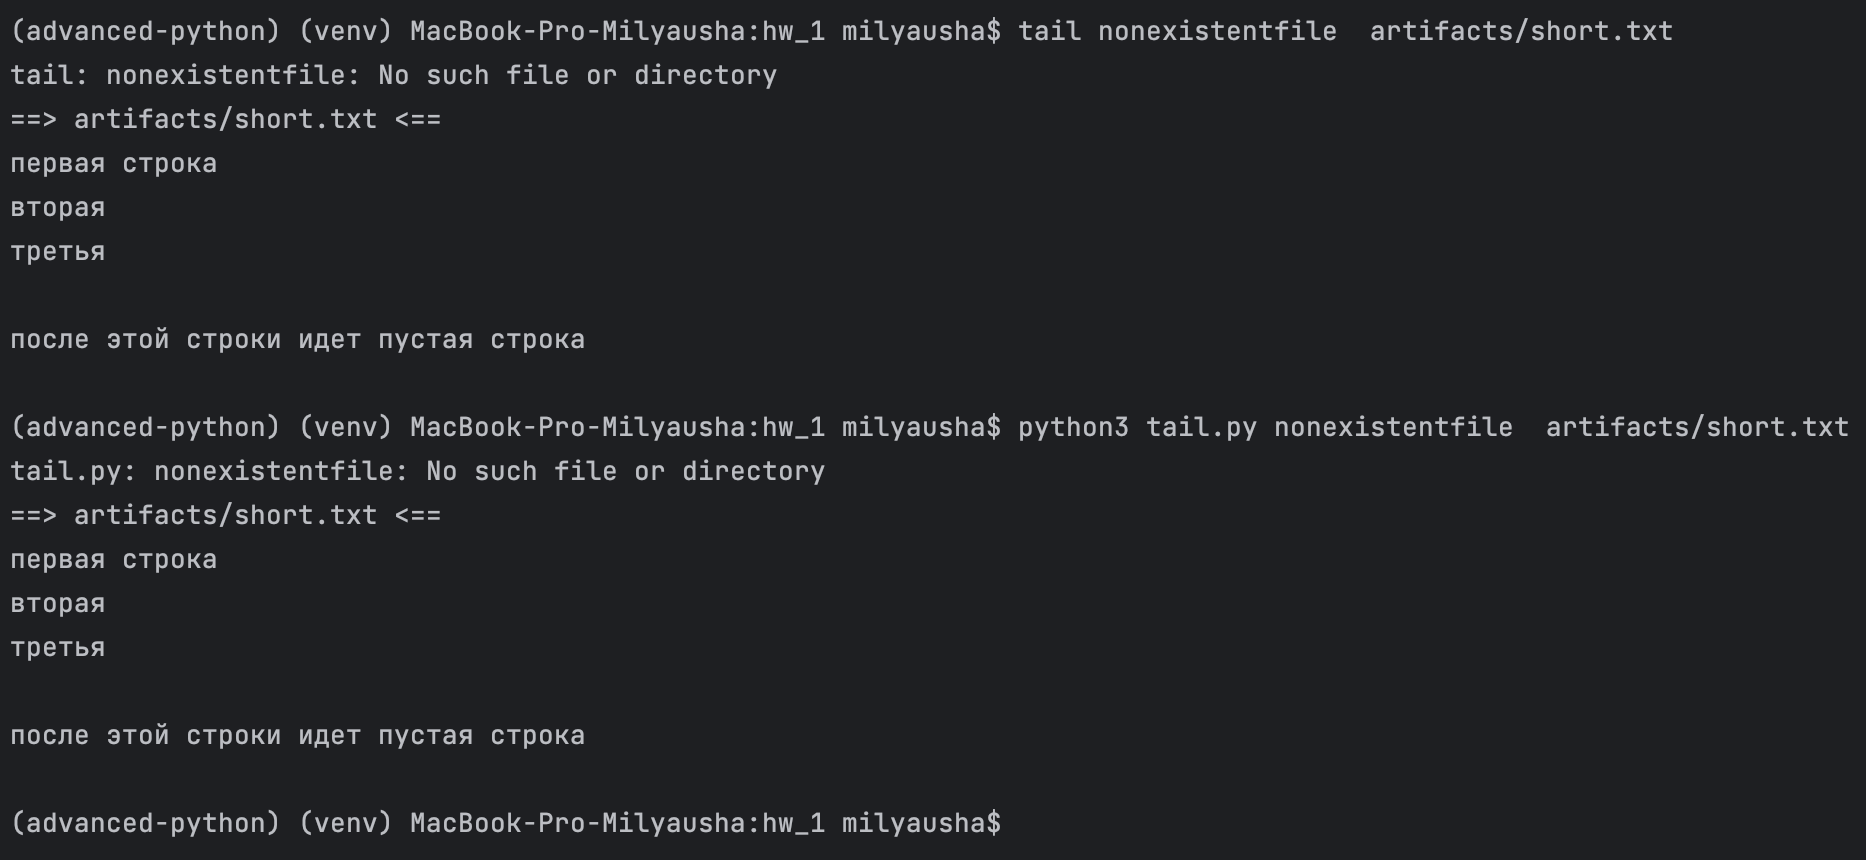 (advanced-python) (venv) MacBook-Pro-Milyausha:hw_1 milyausha$ tail nonexistentfile  artifacts/short.txt
tail: nonexistentfile: No such file or directory
==> artifacts/short.txt <==
первая строка
вторая
третья

после этой строки идет пустая строка

(advanced-python) (venv) MacBook-Pro-Milyausha:hw_1 milyausha$ python3 tail.py nonexistentfile  artifacts/short.txt
tail.py: nonexistentfile: No such file or directory
==> artifacts/short.txt <==
первая строка
вторая
третья

после этой строки идет пустая строка

(advanced-python) (venv) MacBook-Pro-Milyausha:hw_1 milyausha$